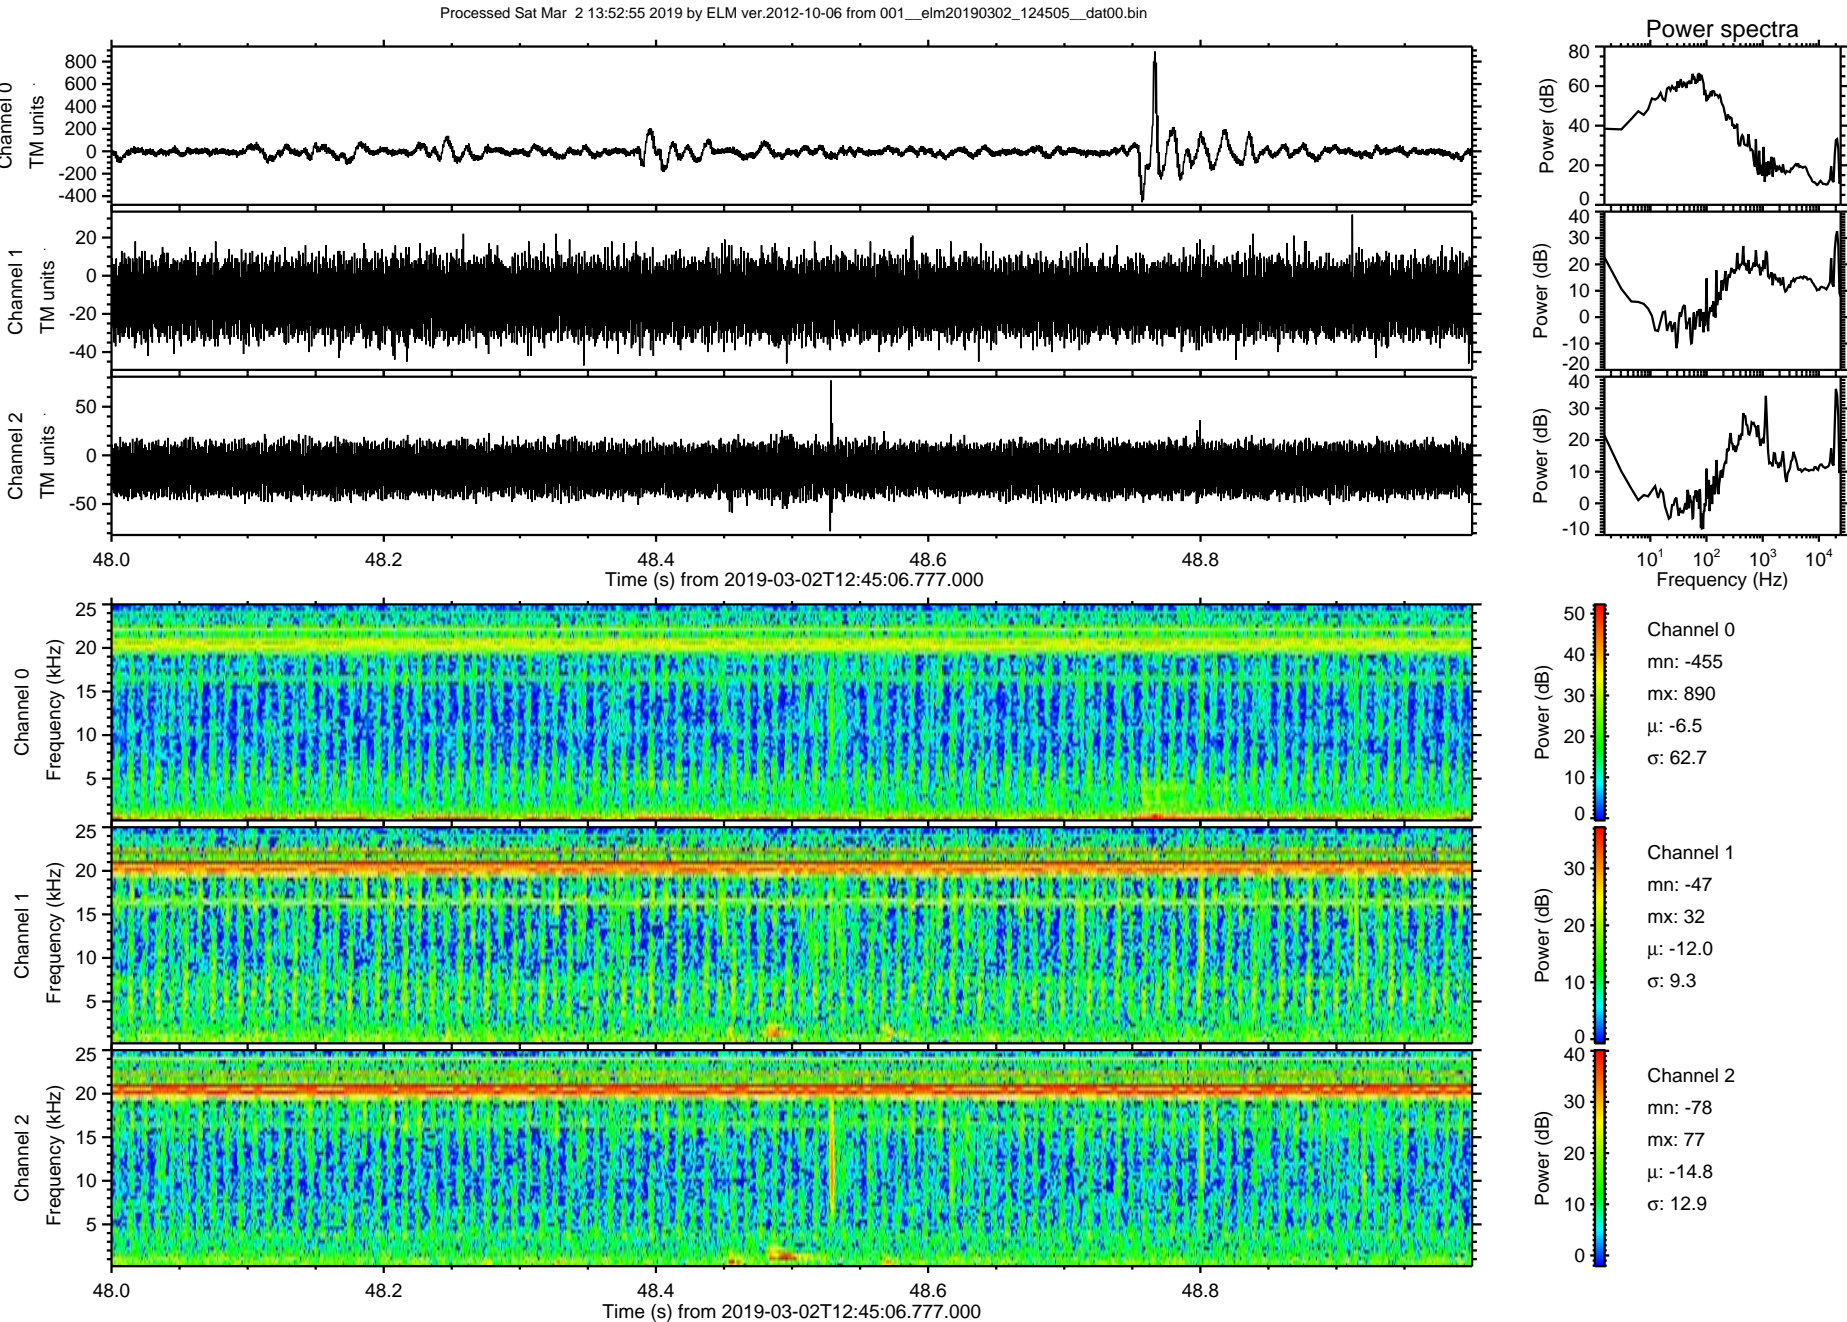 Processed Sat Mar 2 13:52:55 2019 by ELM ver.2012-10-06 from 001__elm20190302_124505__dat00.bin
Power spectra
Channel 0
TM units
800
600
400
200
0
-200
-400
Power (dB)
80
60
40
20
0
Channel 1
TM units
20
0
-20
-40
Power (dB)
40
30
20
10
0
-10
-20
Channel 2
TM units
50
0
-50
Power (dB)
40
30
20
10
0
-10
48.0 48.2 48.4 48.6 48.8
Time (s) from 2019-03-02T12:45:06.777.000
10¹ 10² 10³ 10⁴
Frequency (Hz)
Channel 0
Frequency (kHz)
25
20
15
10
5
Power (dB)
50
40
30
20
10
0
Channel 0
mn: -455
mx: 890
μ: -6.5
σ: 62.7
Channel 1
Frequency (kHz)
25
20
15
10
5
Power (dB)
30
20
10
0
Channel 1
mn: -47
mx: 32
μ: -12.0
σ: 9.3
Channel 2
Frequency (kHz)
25
20
15
10
5
Power (dB)
40
30
20
10
0
Channel 2
mn: -78
mx: 77
μ: -14.8
σ: 12.9
48.0 48.2 48.4 48.6 48.8
Time (s) from 2019-03-02T12:45:06.777.000